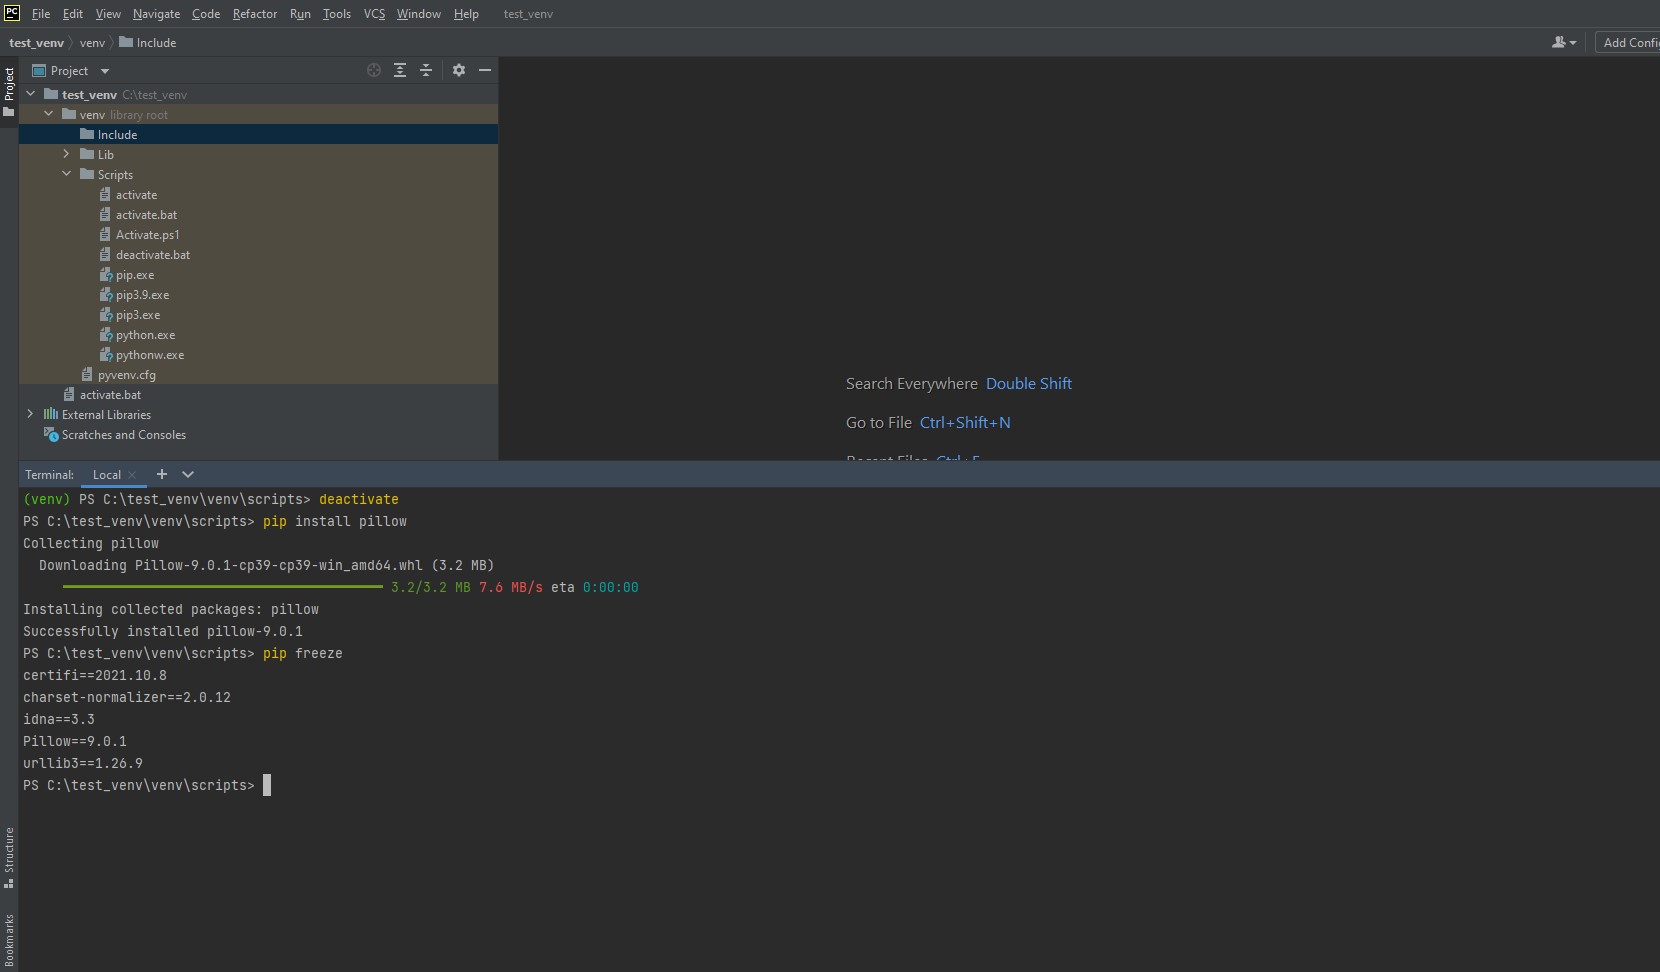 PC File Edit View Navigate Code Refactor Run Tools VCS Window Help test_venv
test_venv venv Include
Add Confi
Project
Project
test_venv C:\test_venv
venv library root
Include
Lib
Scripts
activate
activate.bat
Activate.ps1
deactivate.bat
pip.exe
pip3.9.exe
pip3.exe
python.exe
pythonw.exe
pyvenv.cfg
activate.bat
External Libraries
Scratches and Consoles
Search Everywhere Double Shift
Go to File Ctrl+Shift+N
Recent Files Ctrl+E
Terminal: Local
(venv) PS C:\test_venv\venv\scripts> deactivate
PS C:\test_venv\venv\scripts> pip install pillow
Collecting pillow
Downloading Pillow-9.0.1-cp39-cp39-win_amd64.whl (3.2 MB)
3.2/3.2 MB 7.6 MB/s eta 0:00:00
Installing collected packages: pillow
Successfully installed pillow-9.0.1
PS C:\test_venv\venv\scripts> pip freeze
certifi==2021.10.8
charset-normalizer==2.0.12
idna==3.3
Pillow==9.0.1
urllib3==1.26.9
PS C:\test_venv\venv\scripts>
Structure
Bookmarks